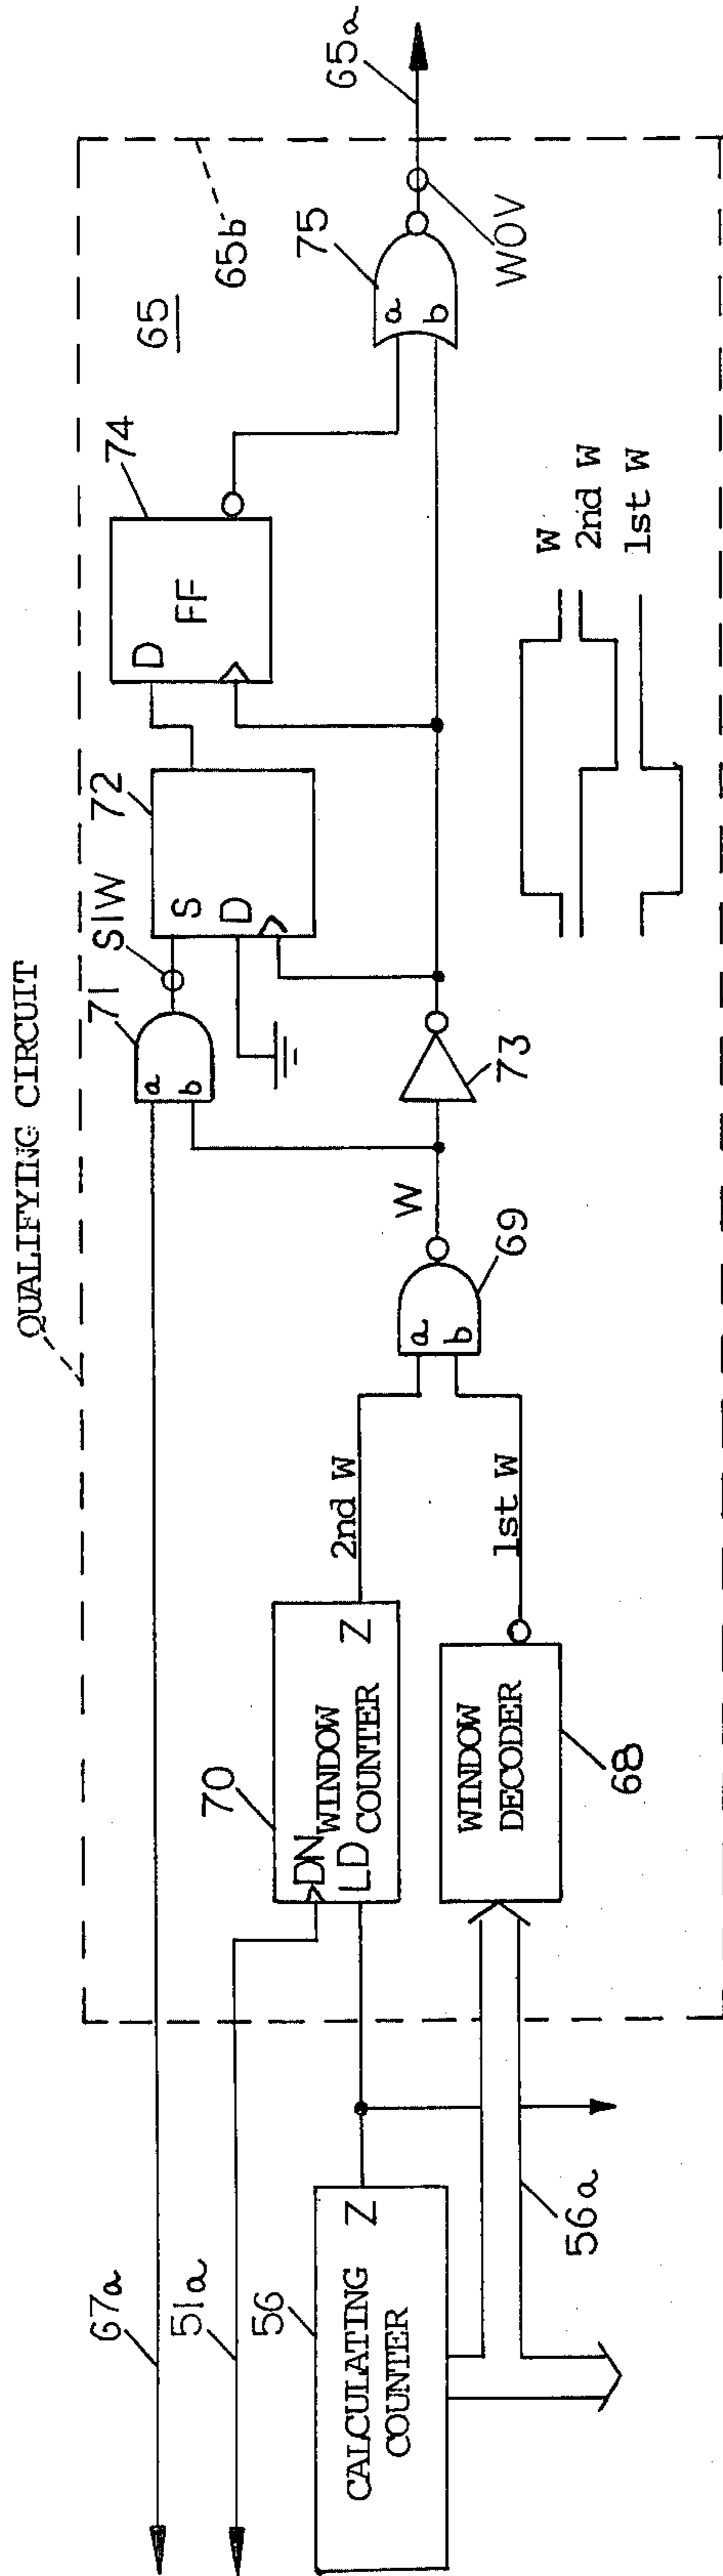 QUALIFYING CIRCUIT
67a
51a
56
CALCULATING
COUNTER
Z
56a
70
DN
LD
WINDOW
COUNTER
Z
WINDOW
DECODER
68
2nd W
1st W
a
b
69
W
71
a
b
S1W
72
S
D
73
74
D
FF
65
65b
75
a
b
WOV
65a
W
2nd W
1st W